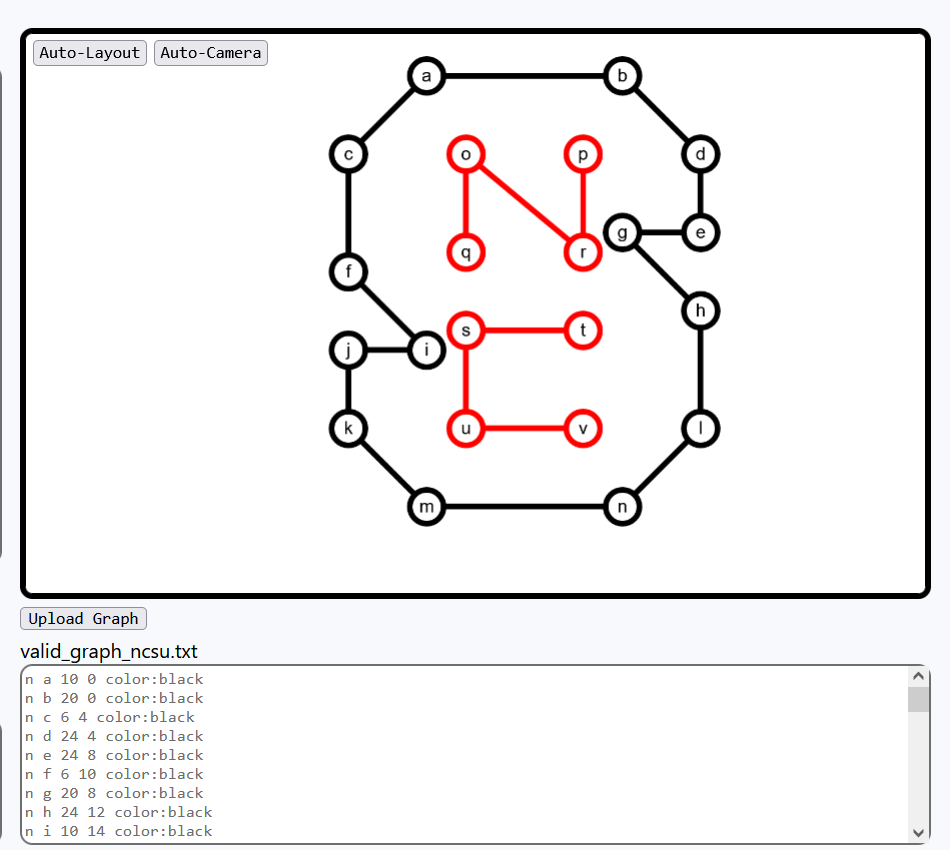 Auto-Layout Auto-Camera
a b
c o p d
g e
q r
f
h
s t
j i
k u v l
m n
Upload Graph
valid_graph_ncsu.txt
n a 10 0 color:black
n b 20 0 color:black
n c 6 4 color:black
n d 24 4 color:black
n e 24 8 color:black
n f 6 10 color:black
n g 20 8 color:black
n h 24 12 color:black
n i 10 14 color:black